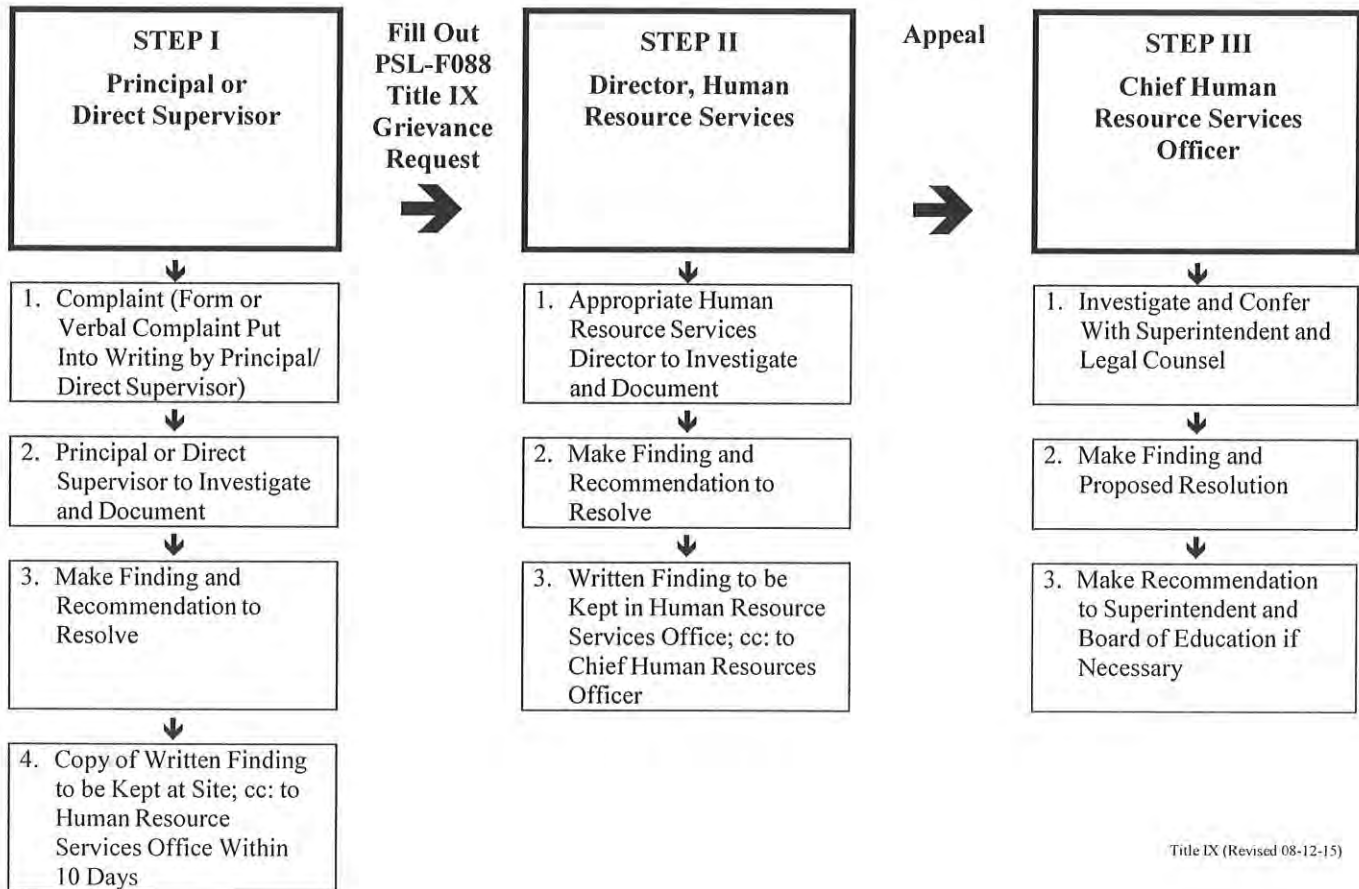 STEP I
Principal or
Direct Supervisor
Fill Out
PSL-F088
Title IX
Grievance
Request
STEP II
Director, Human
Resource Services
Appeal
STEP III
Chief Human
Resource Services
Officer
1. Complaint (Form or
Verbal Complaint Put
Into Writing by Principal/
Direct Supervisor)
2. Principal or Direct
Supervisor to Investigate
and Document
3. Make Finding and
Recommendation to
Resolve
4. Copy of Written Finding
to be Kept at Site; cc: to
Human Resource
Services Office Within
10 Days
1. Appropriate Human
Resource Services
Director to Investigate
and Document
2. Make Finding and
Recommendation to
Resolve
3. Written Finding to be
Kept in Human Resource
Services Office; cc: to
Chief Human Resources
Officer
1. Investigate and Confer
With Superintendent and
Legal Counsel
2. Make Finding and
Proposed Resolution
3. Make Recommendation
to Superintendent and
Board of Education if
Necessary
Title IX (Revised 08-12-15)